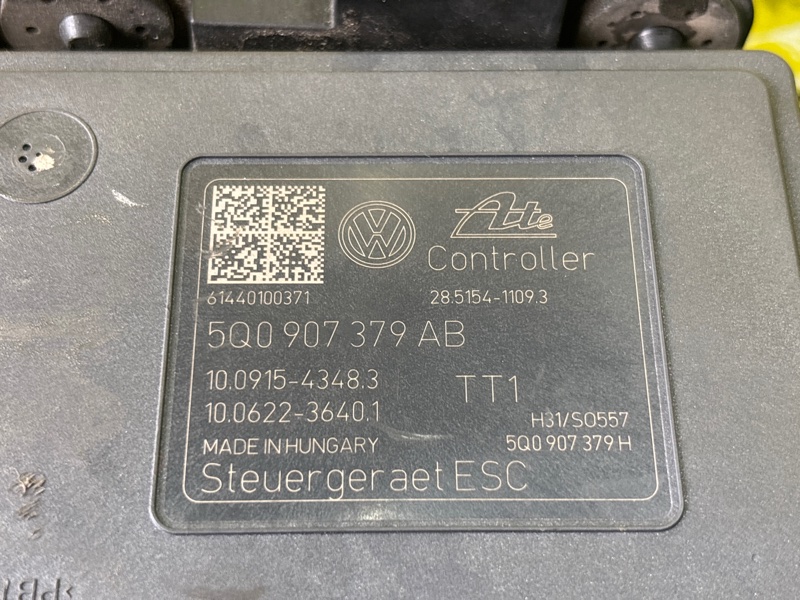 VW
Ate
Controller
61440100371
28.5154-1109.3
5Q0 907 379 AB
10.0915-4348.3
TT1
10.0622-3640.1
H31/S0557
MADE IN HUNGARY
5Q0 907 379 H
Steuergeraet ESC